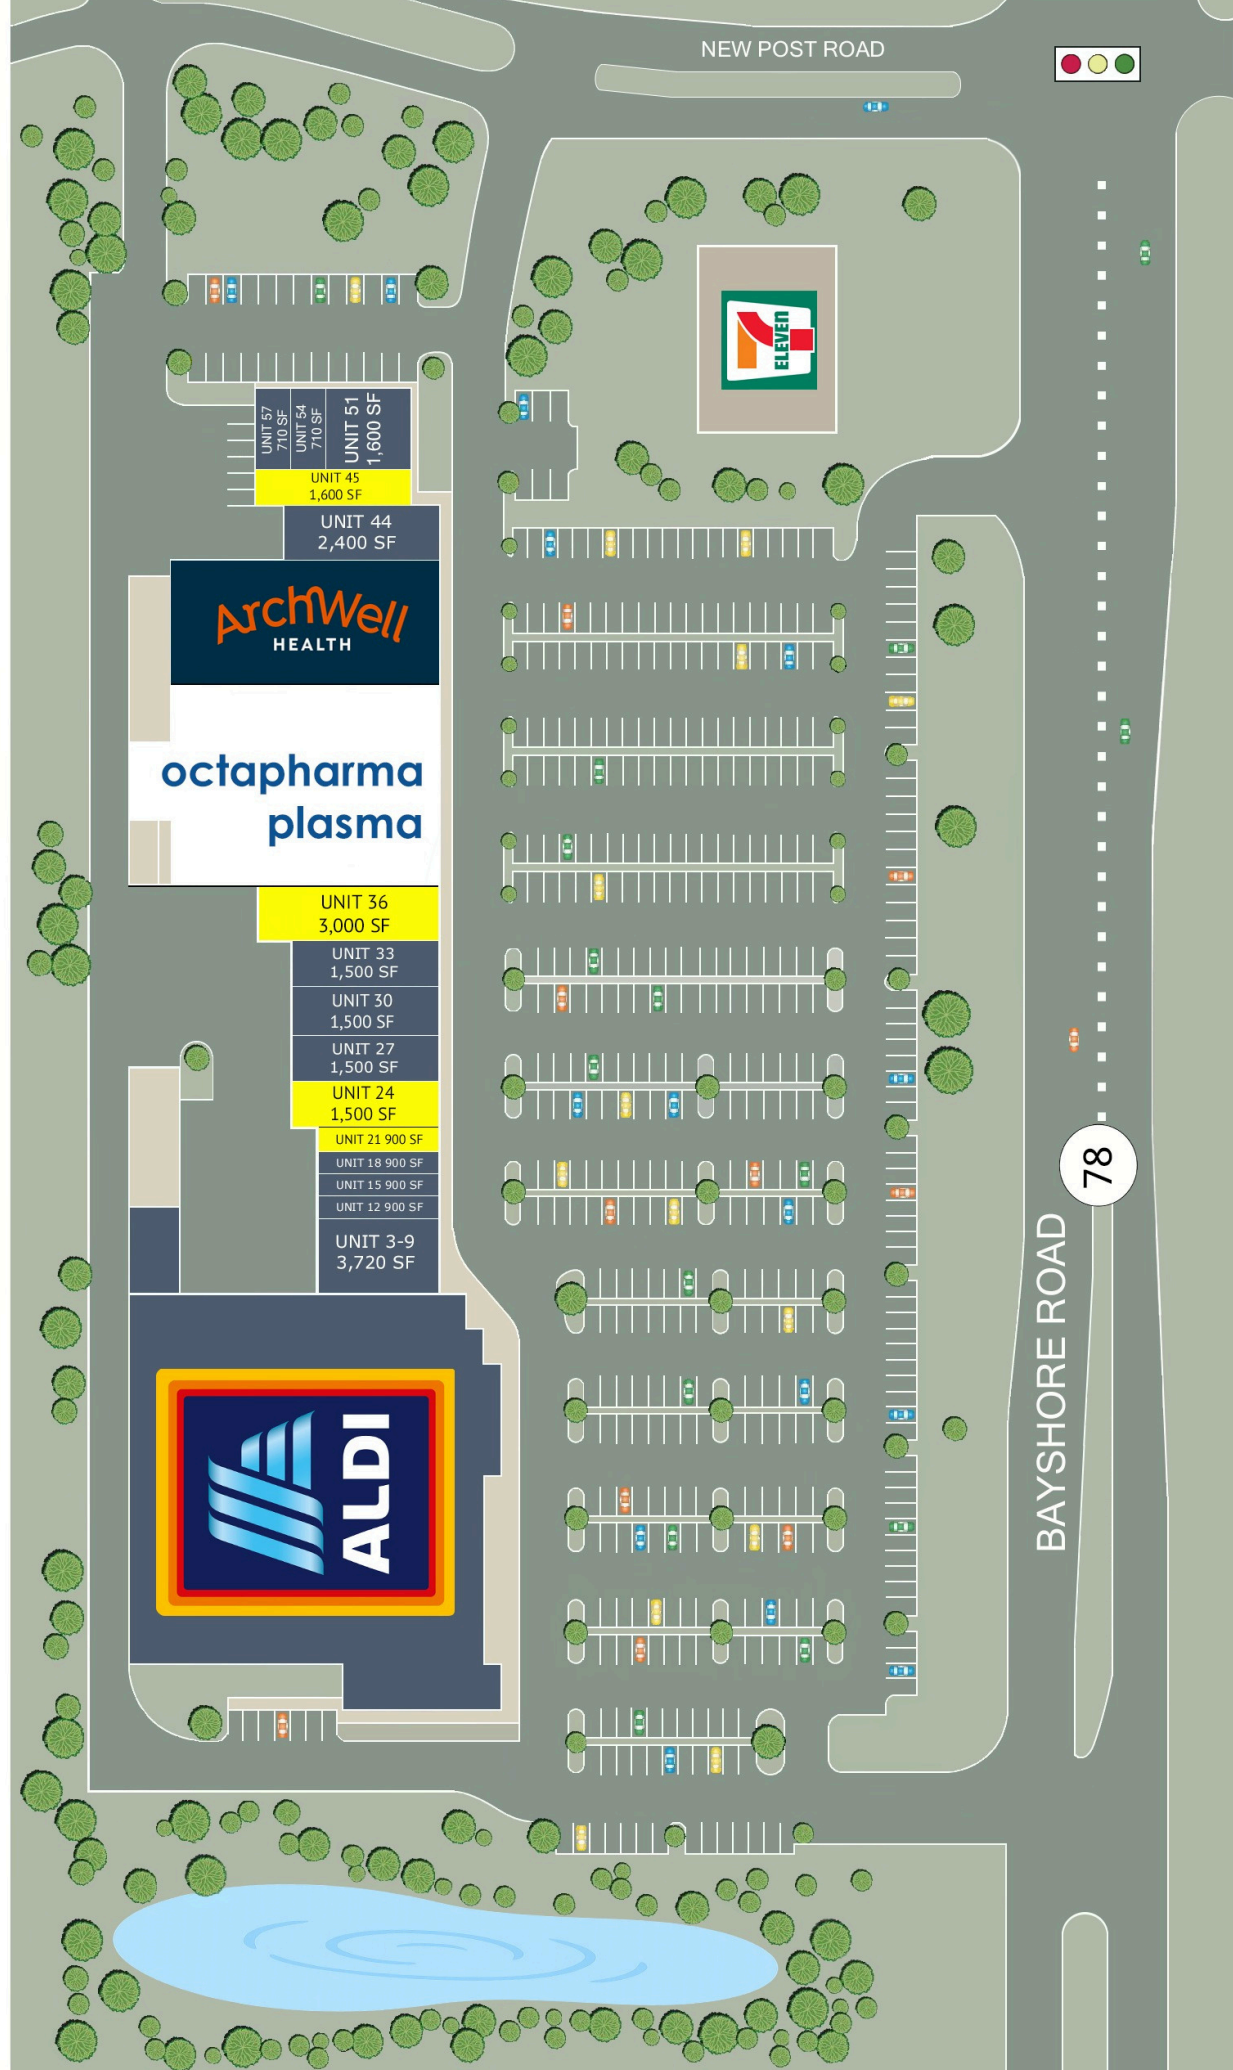 NEW POST ROAD
7
ELEVEN
UNIT 57
710 SF
UNIT 54
710 SF
UNIT 51
1,600 SF
UNIT 45
1,600 SF
UNIT 44
2,400 SF
ArchWell
HEALTH
octapharma
plasma
UNIT 36
3,000 SF
UNIT 33
1,500 SF
UNIT 30
1,500 SF
UNIT 27
1,500 SF
UNIT 24
1,500 SF
UNIT 21 900 SF
UNIT 18 900 SF
UNIT 15 900 SF
UNIT 12 900 SF
UNIT 3-9
3,720 SF
78
BAYSHORE ROAD
ALDI